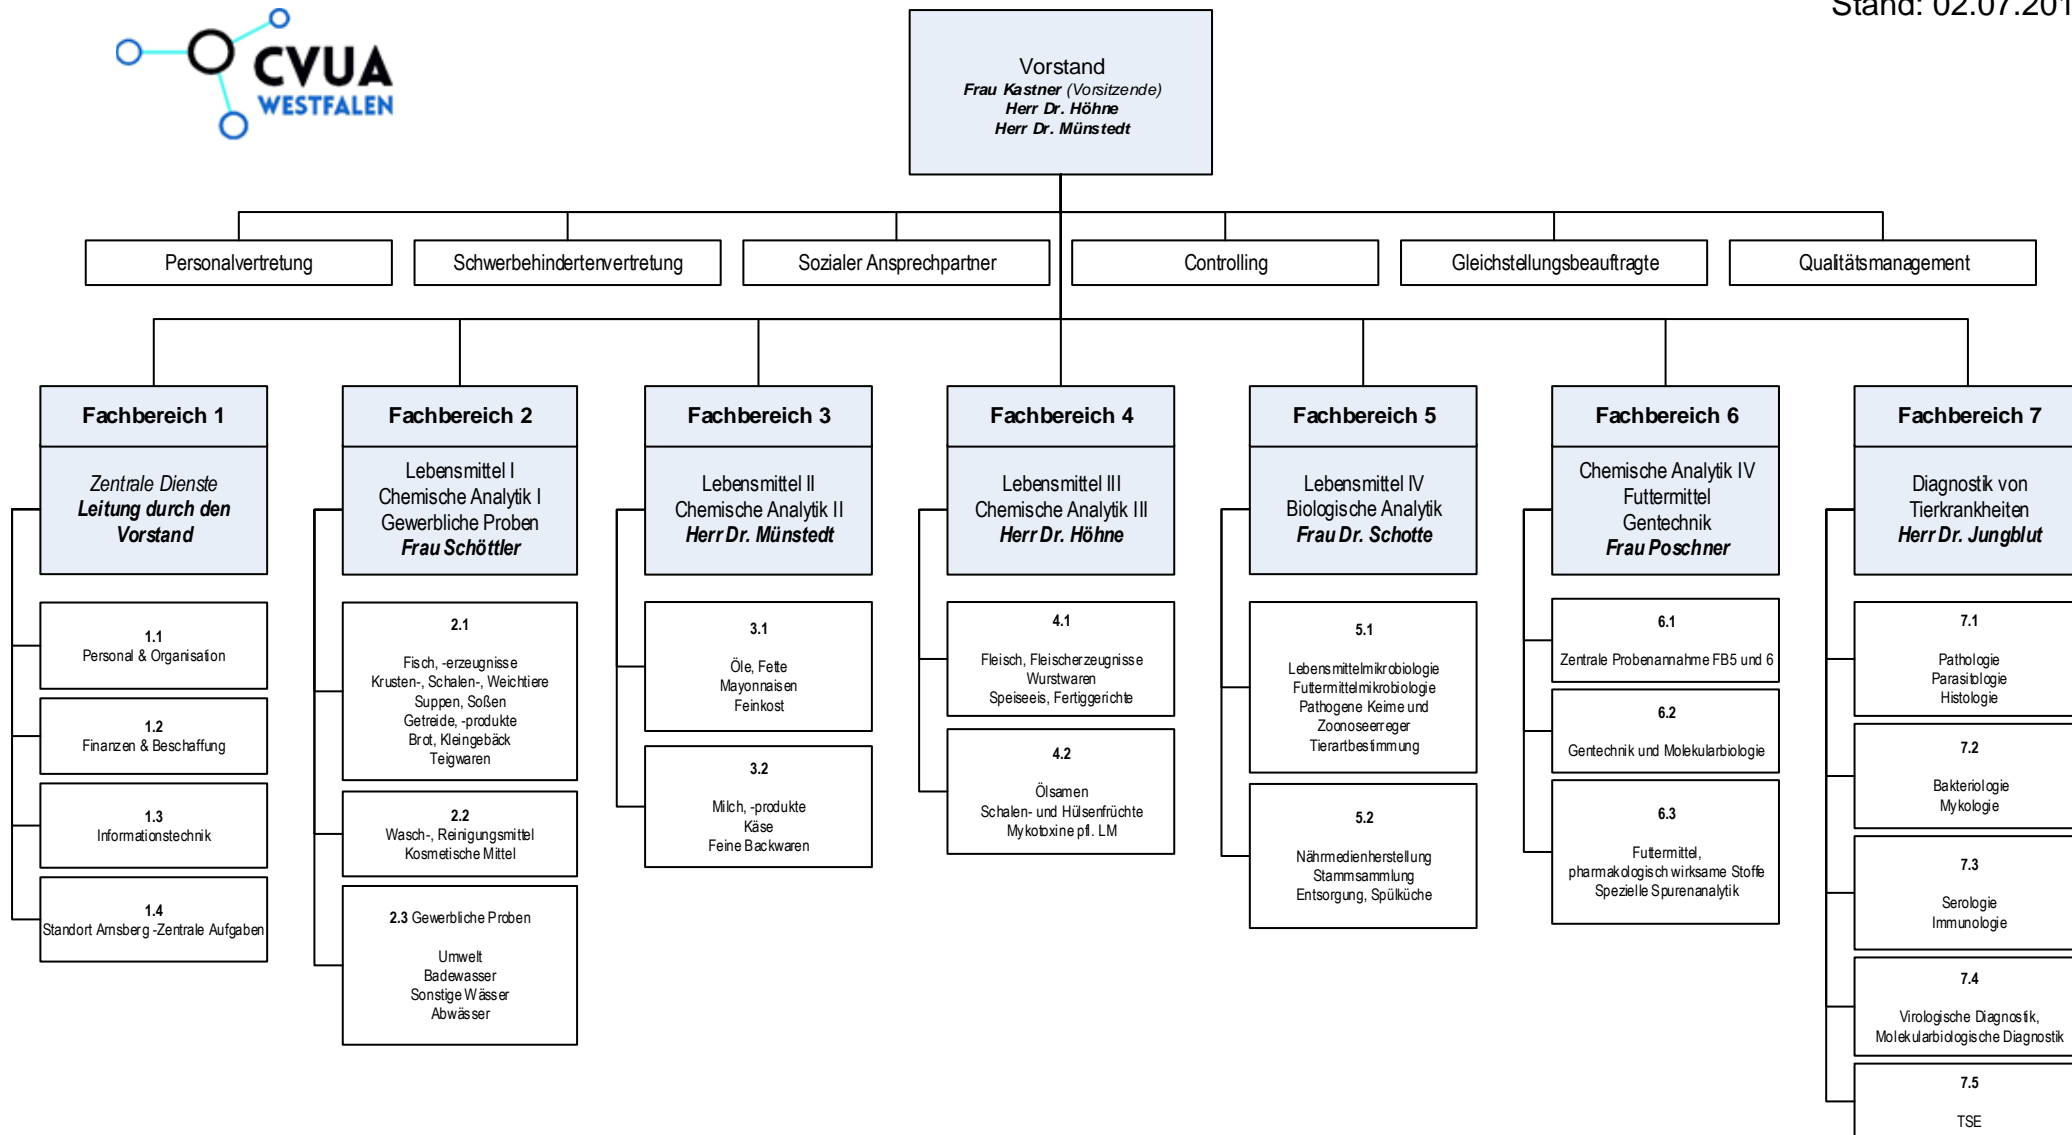 Stand: 02.07.201
CVUA
WESTFALEN
Vorstand
Frau Kastner (Vorsitzende)
Herr Dr. Höhne
Herr Dr. Münstedt
Personalvertretung
Schwerbehindertenvertretung
Sozialer Ansprechpartner
Controlling
Gleichstellungsbeauftragte
Qualitätsmanagement
Fachbereich 1
Zentrale Dienste
Leitung durch den
Vorstand
1.1
Personal & Organisation
1.2
Finanzen & Beschaffung
1.3
Informationstechnik
1.4
Standort Arnsberg -Zentrale Aufgaben
Fachbereich 2
Lebensmittel I
Chemische Analytik I
Gewerbliche Proben
Frau Schöttler
2.1
Fisch, -erzeugnisse
Krusten-, Schalen-, Weichtiere
Suppen, Soßen
Getreide, -produkte
Brot, Kleingebäck
Teigwaren
2.2
Wasch-, Reinigungsmittel
Kosmetische Mittel
2.3 Gewerbliche Proben
Umwelt
Badewasser
Sonstige Wässer
Abwässer
Fachbereich 3
Lebensmittel II
Chemische Analytik II
Herr Dr. Münstedt
3.1
Öle, Fette
Mayonnaisen
Feinkost
3.2
Milch, -produkte
Käse
Feine Backwaren
Fachbereich 4
Lebensmittel III
Chemische Analytik III
Herr Dr. Höhne
4.1
Fleisch, Fleischerzeugnisse
Wurstwaren
Speiseeis, Fertiggerichte
4.2
Ölsamen
Schalen- und Hülsenfrüchte
Mykotoxine pfl. LM
Fachbereich 5
Lebensmittel IV
Biologische Analytik
Frau Dr. Schotte
5.1
Lebensmittelmikrobiologie
Futtermittelmikrobiologie
Pathogene Keime und
Zoonoseerreger
Tierartbestimmung
5.2
Nährmedienherstellung
Stammsammlung
Entsorgung, Spülküche
Fachbereich 6
Chemische Analytik IV
Futtermittel
Gentechnik
Frau Poschner
6.1
Zentrale Probenannahme FB5 und 6
6.2
Gentechnik und Molekularbiologie
6.3
Futtermittel,
pharmakologisch wirksame Stoffe
Spezielle Spurenanalytik
Fachbereich 7
Diagnostik von
Tierkrankheiten
Herr Dr. Jungblut
7.1
Pathologie
Parasitologie
Histologie
7.2
Bakteriologie
Mykologie
7.3
Serologie
Immunologie
7.4
Virologische Diagnostik,
Molekularbiologische Diagnostik
7.5
TSE